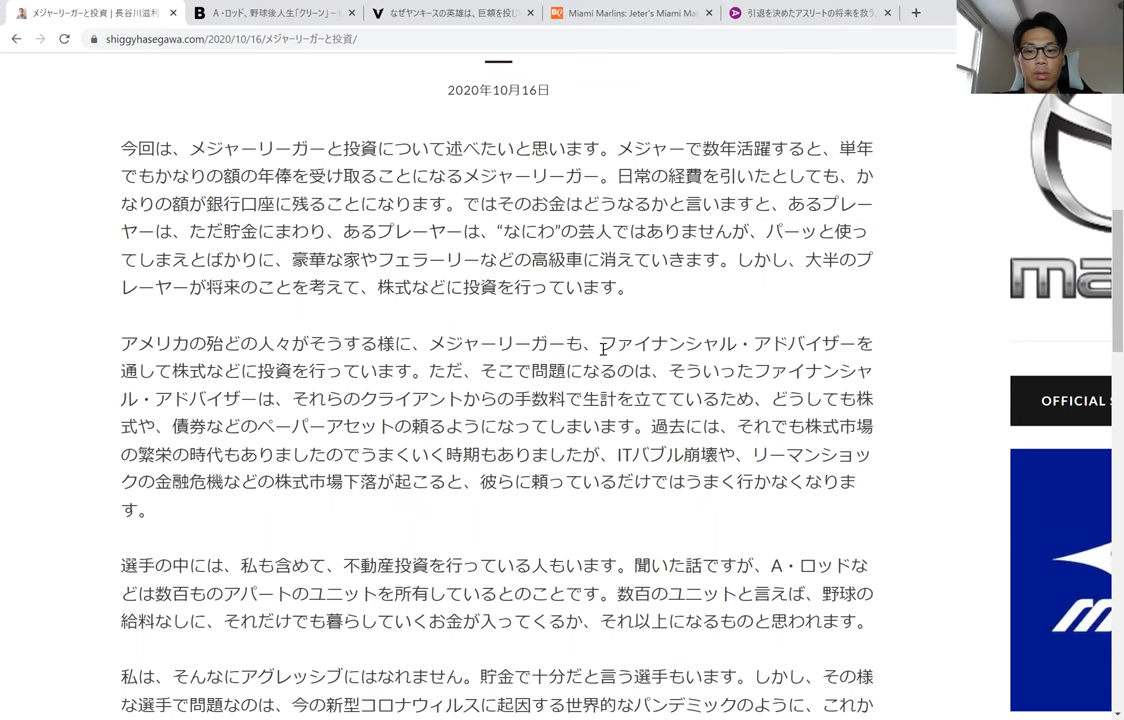 メジャーリーガーと投資 | 長谷川滋利
A・ロッド、野球後人生「クリーン」 –
なぜヤンキースの英雄は、巨額を投じ
Miami Marlins: Jeter's Miami Mar
引退を決めたアスリートの将来を救う
shiggyhasegawa.com/2020/10/16/メジャーリーガーと投資/
2020年10月16日
今回は、メジャーリーガーと投資について述べたいと思います。メジャーで数年活躍すると、単年
でもかなりの額の年俸を受け取ることになるメジャーリーガー。日常の経費を引いたとしても、か
なりの額が銀行口座に残ることになります。ではそのお金はどうなるかと言いますと、あるプレー
ヤーは、ただ貯金にまわり、あるプレーヤーは、“なにわ”の芸人ではありませんが、パーッと使っ
てしまえとばかりに、豪華な家やフェラーリーなどの高級車に消えていきます。しかし、大半のプ
レーヤーが将来のことを考えて、株式などに投資を行っています。
アメリカの殆どの人々がそうする様に、メジャーリーガーも、ファイナンシャル・アドバイザーを
通して株式などに投資を行っています。ただ、そこで問題になるのは、そういったファイナンシャ
ル・アドバイザーは、それらのクライアントからの手数料で生計を立てているため、どうしても株
式や、債券などのペーパーアセットの頼るようになってしまいます。過去には、それでも株式市場
の繁栄の時代もありましたのでうまくいく時期もありましたが、ITバブル崩壊や、リーマンショッ
クの金融危機などの株式市場下落が起こると、彼らに頼っているだけではうまく行かなくなりま
す。
選手の中には、私も含めて、不動産投資を行っている人もいます。聞いた話ですが、A・ロッドな
どは数百ものアパートのユニットを所有しているとのことです。数百のユニットと言えば、野球の
給料なしに、それだけでも暮らしていくお金が入ってくるか、それ以上になるものと思われます。
私は、そんなにアグレッシブにはなれません。貯金で十分だと言う選手もいます。しかし、その様
な選手で問題なのは、今の新型コロナウィルスに起因する世界的なパンデミックのように、これか
OFFICIAL